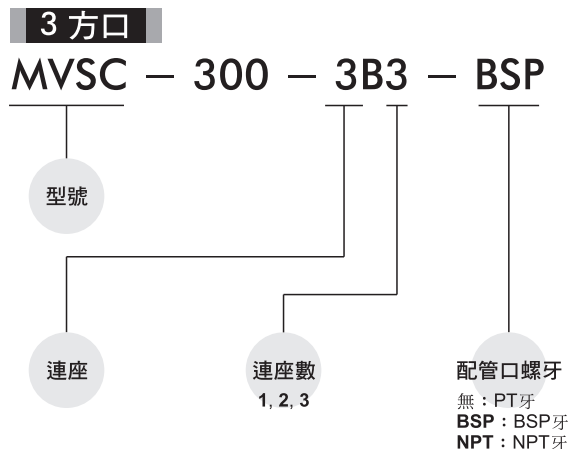 3 方口
MVSC － 300 － 3B3 － BSP
型號
連座
連座數
1, 2, 3
配管口螺牙
無：PT牙
BSP：BSP牙
NPT：NPT牙